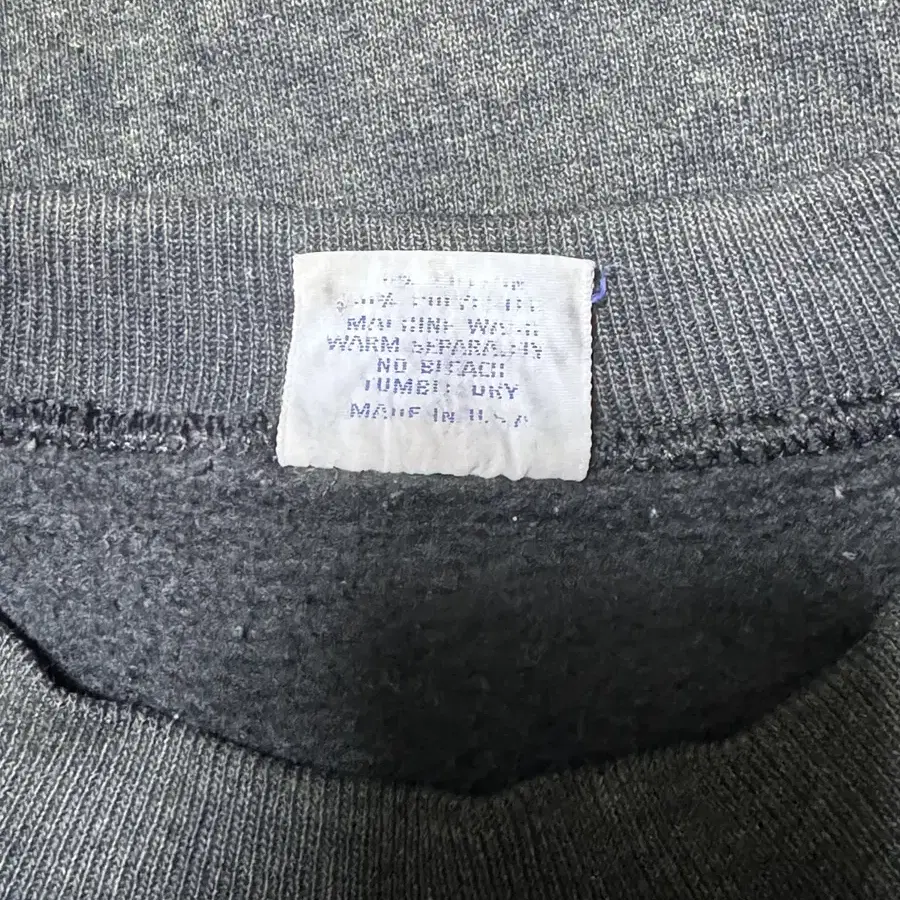 MACHINE WASH
WARM SEPARATELY
NO BLEACH
TUMBLE DRY
MADE IN U.S.A